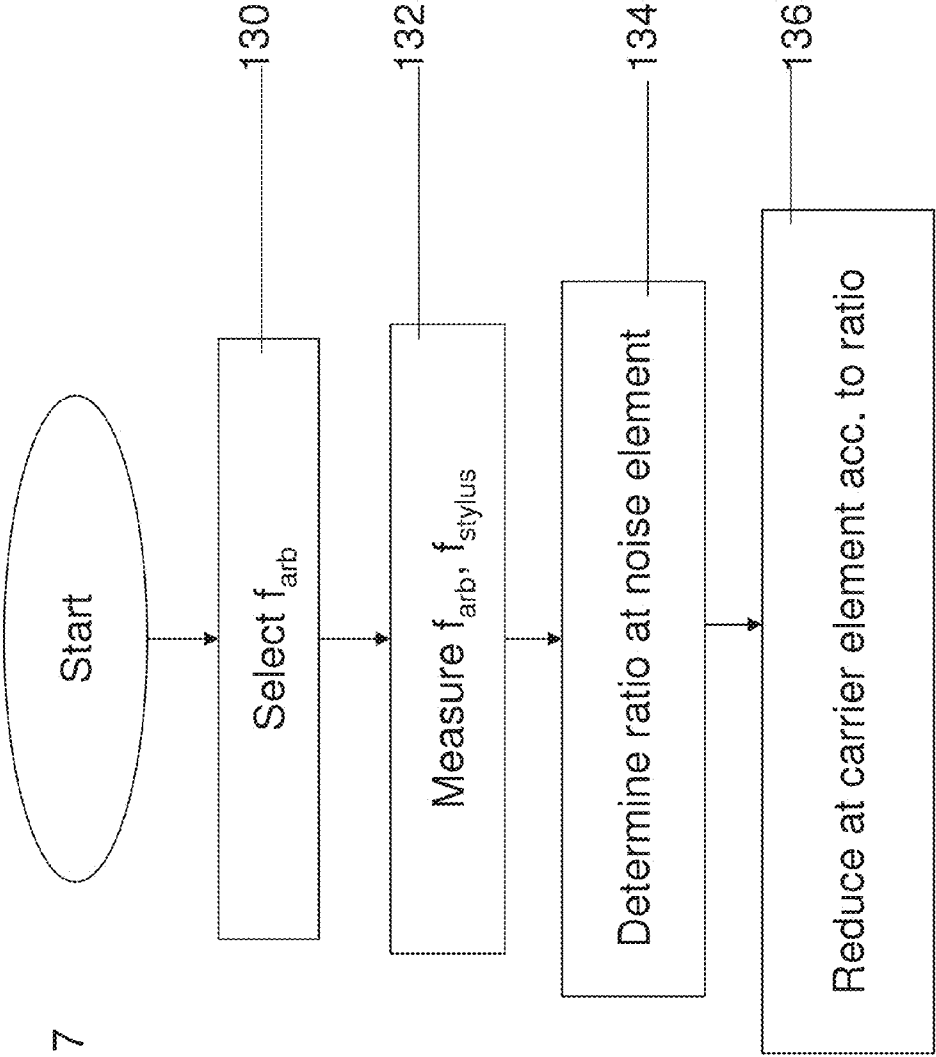 7
Start
Select f_arb
130
Measure f_arb, f_stylus
132
Determine ratio at noise element
134
Reduce at carrier element acc. to ratio
136